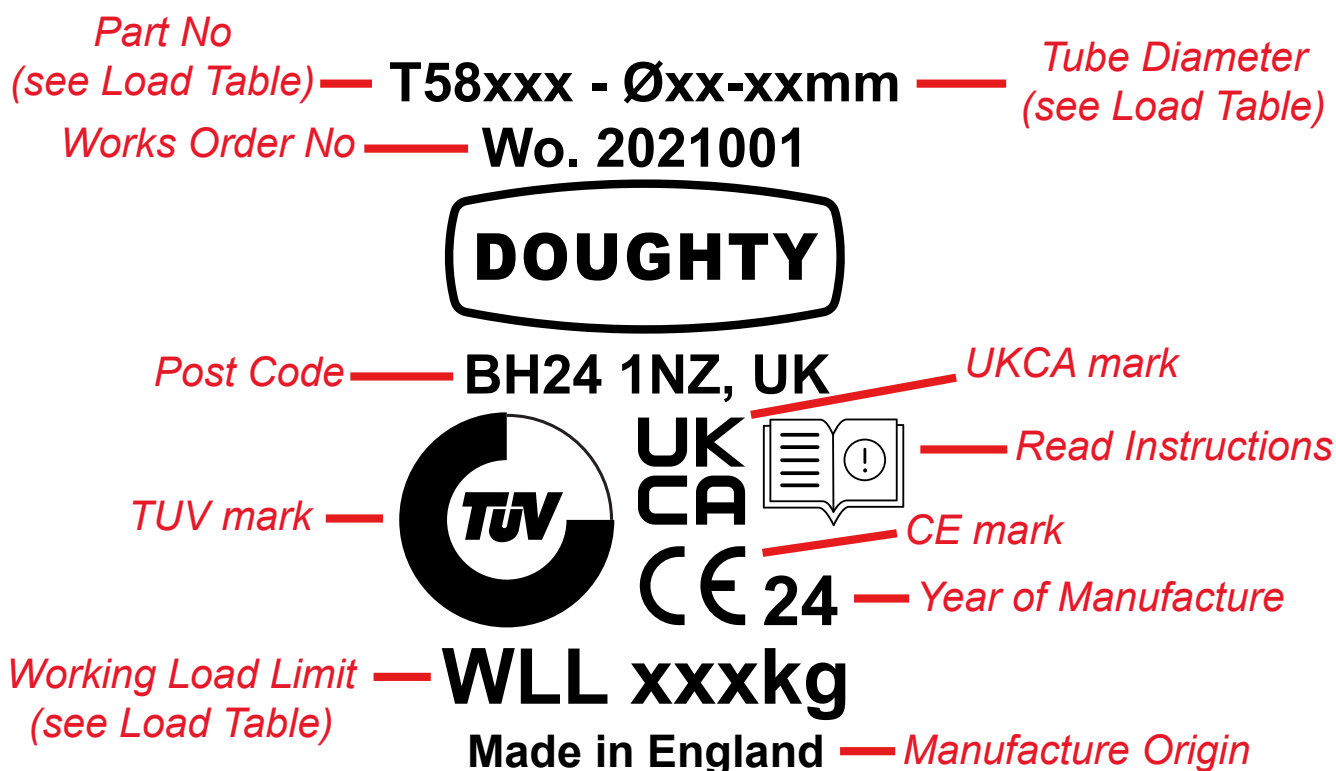 Part No
(see Load Table)
T58xxx - Øxx-xxmm
Tube Diameter
(see Load Table)
Works Order No
Wo. 2021001
DOUGHTY
Post Code
BH24 1NZ, UK
UKCA mark
UK
CA
Read Instructions
TUV mark
TÜV
CE mark
CE 24
Year of Manufacture
Working Load Limit
(see Load Table)
WLL xxxkg
Made in England
Manufacture Origin